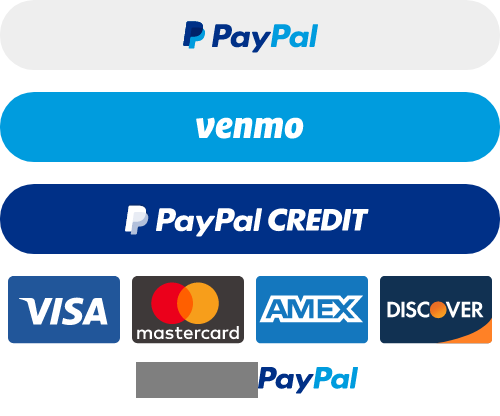 PayPal
venmo
PayPal CREDIT
VISA mastercard AMEX DISCOVER
PayPal